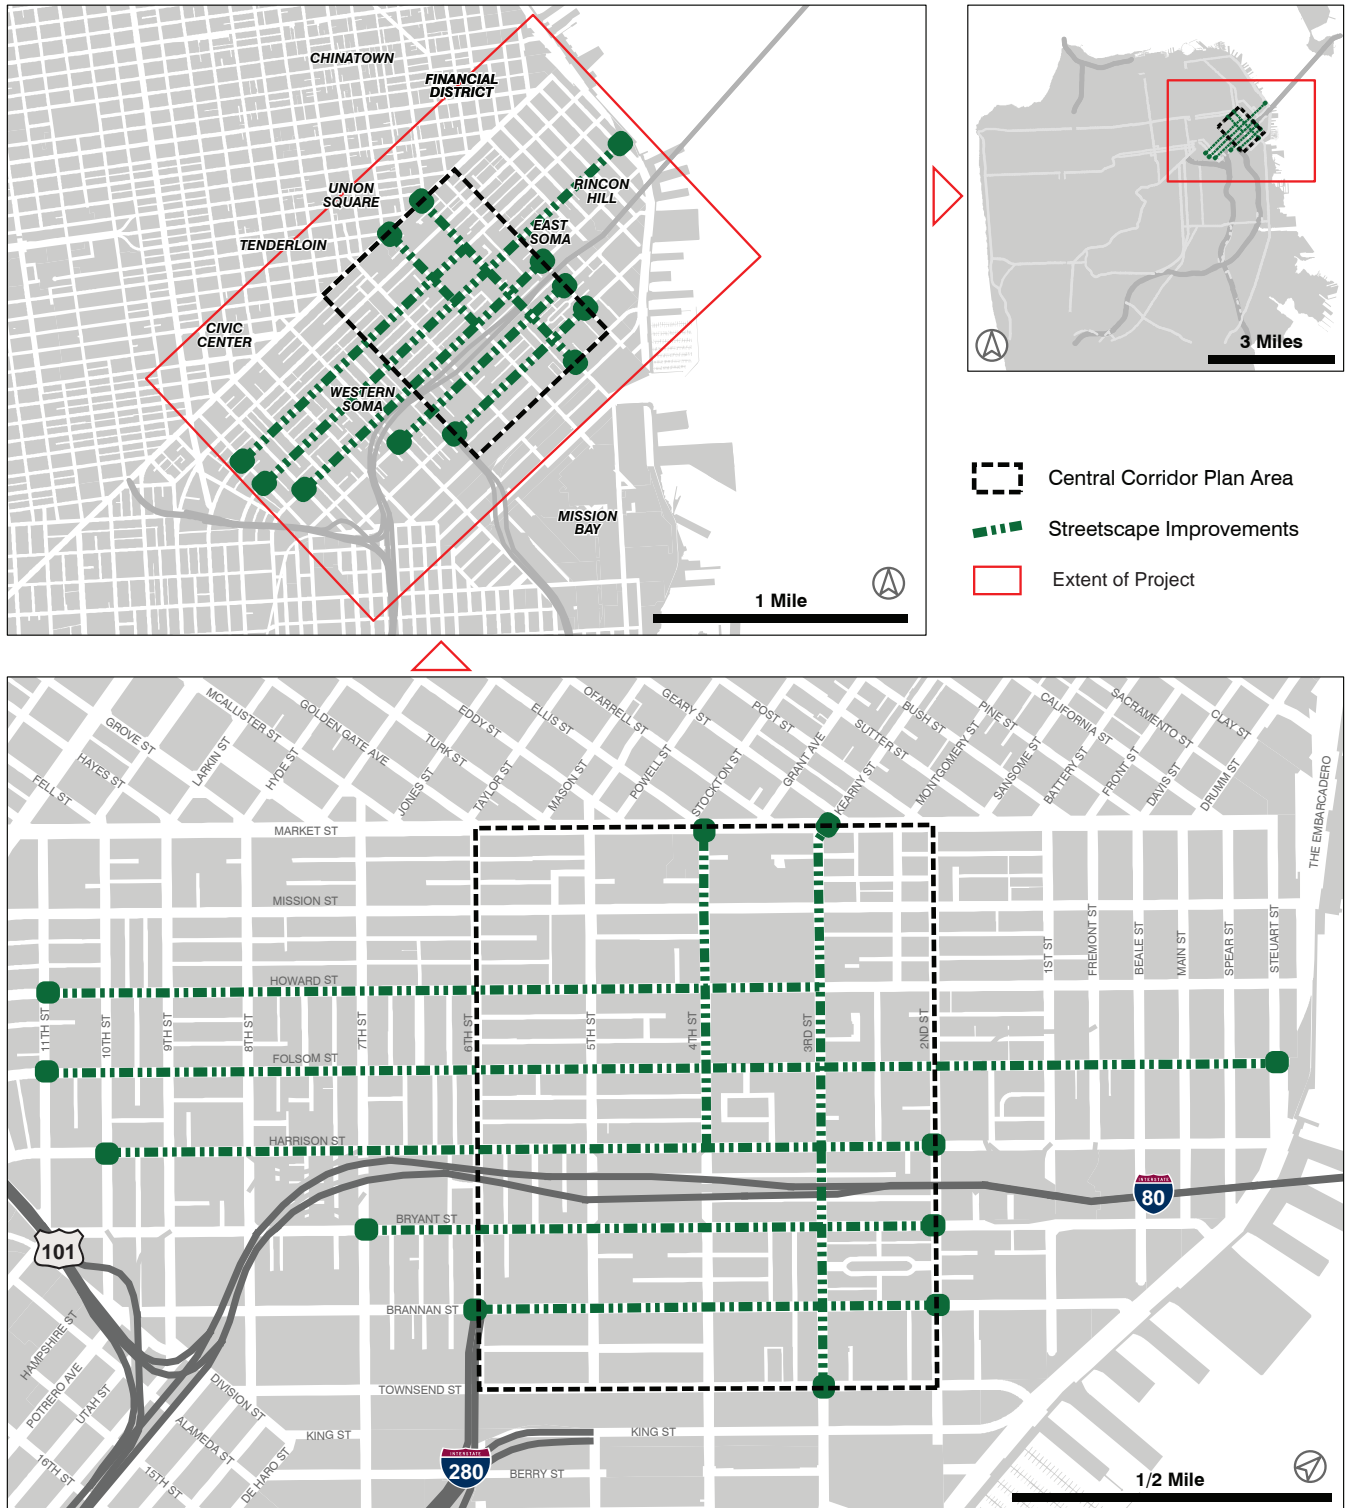 CHINATOWN
FINANCIAL
DISTRICT
UNION
SQUARE
RINCON
HILL
EAST
SOMA
TENDERLOIN
CIVIC
CENTER
WESTERN
SOMA
MISSION
BAY
1 Mile
3 Miles
Central Corridor Plan Area
Streetscape Improvements
Extent of Project
FELL ST
HAYES ST
GROVE ST
MCALLISTER ST
LARKIN ST
HYDE ST
GOLDEN GATE AVE
TURK ST
JONES ST
EDDY ST
TAYLOR ST
ELLIS ST
MASON ST
OFARRELL ST
POWELL ST
GEARY ST
STOCKTON ST
POST ST
GRANT AVE
KEARNY ST
SUTTER ST
BUSH ST
MONTGOMERY ST
PINE ST
SANSOME ST
CALIFORNIA ST
BATTERY ST
SACRAMENTO ST
FRONT ST
DAVIS ST
CLAY ST
DRUMM ST
THE EMBARCADERO
MARKET ST
MISSION ST
HOWARD ST
FOLSOM ST
HARRISON ST
BRYANT ST
BRANNAN ST
TOWNSEND ST
KING ST
KING ST
BERRY ST
11TH ST
10TH ST
9TH ST
8TH ST
7TH ST
6TH ST
5TH ST
4TH ST
3RD ST
2ND ST
1ST ST
FREMONT ST
BEALE ST
MAIN ST
SPEAR ST
STEUART ST
101
INTERSTATE
80
INTERSTATE
280
HAMPSHIRE ST
POTRERO AVE
UTAH ST
DIVISION ST
ALAMEDA ST
DE HARO ST
15TH ST
16TH ST
1/2 Mile